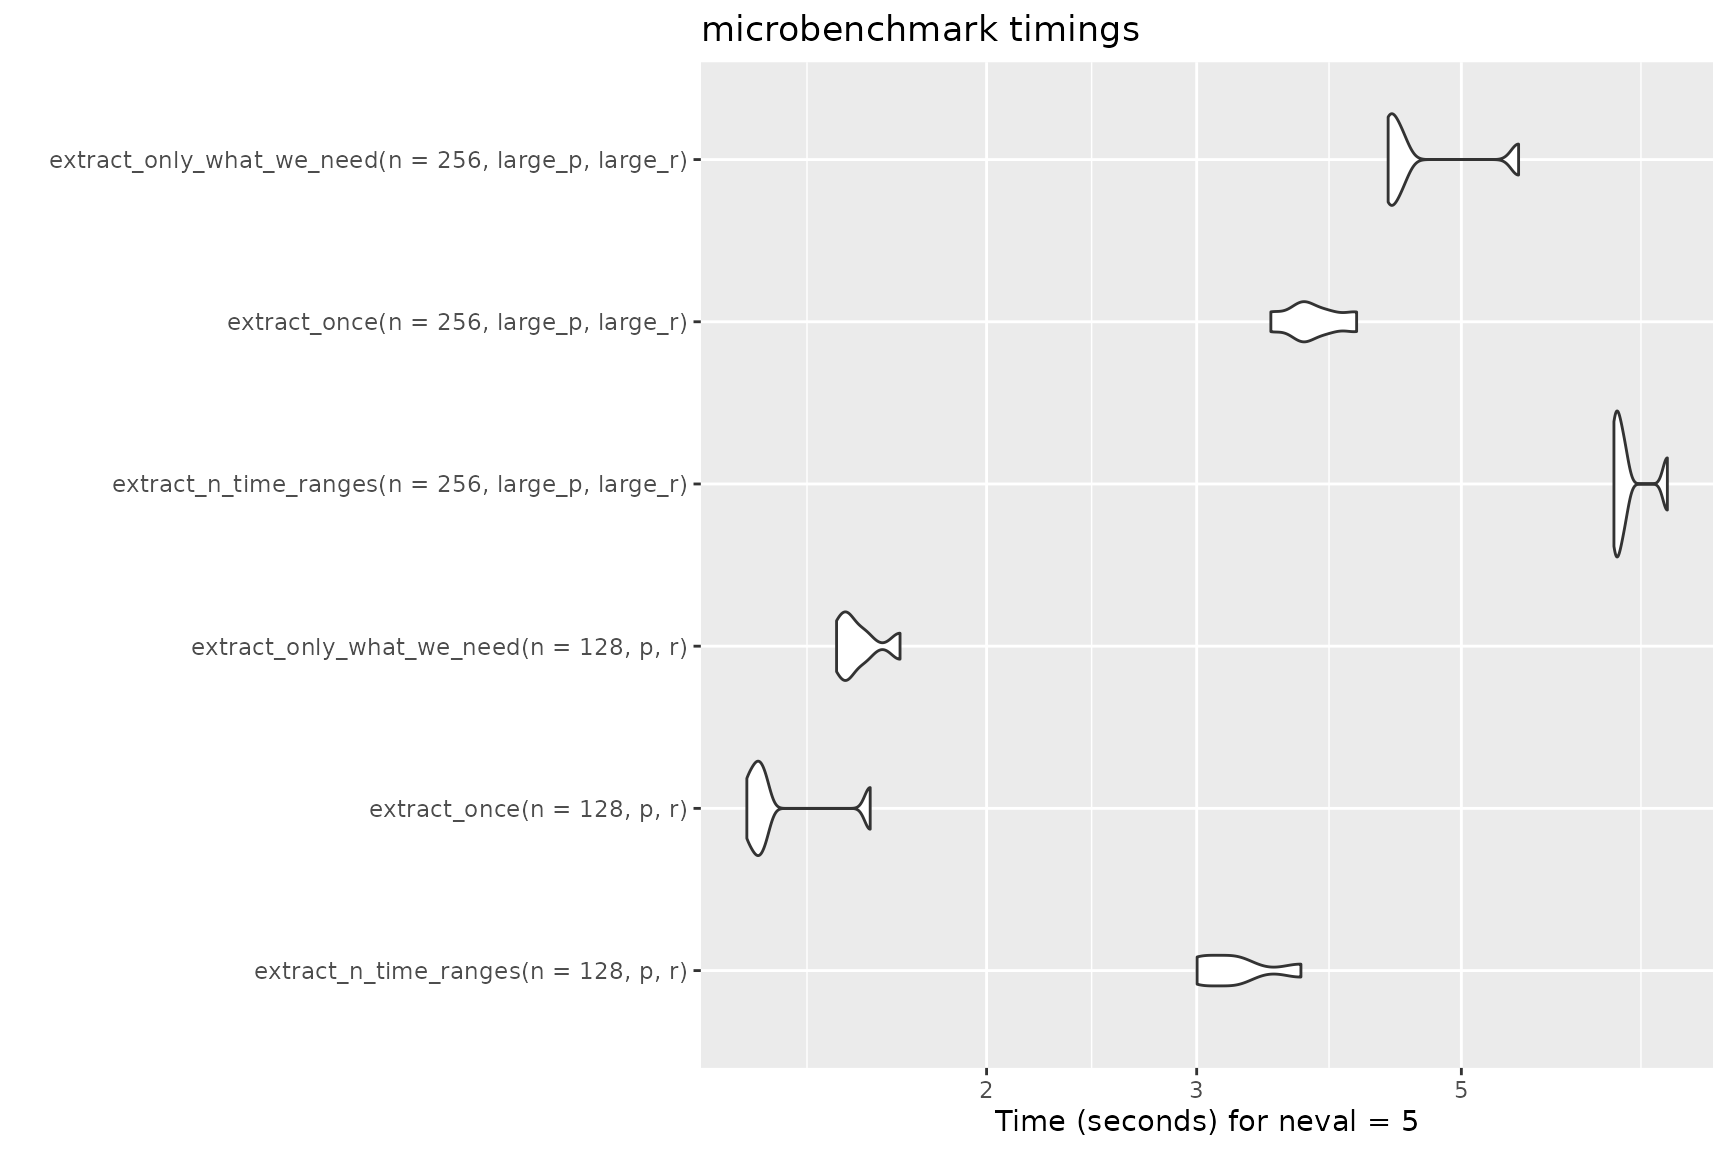 microbenchmark timings
extract_only_what_we_need(n = 256, large_p, large_r)
extract_once(n = 256, large_p, large_r)
extract_n_time_ranges(n = 256, large_p, large_r)
extract_only_what_we_need(n = 128, p, r)
extract_once(n = 128, p, r)
extract_n_time_ranges(n = 128, p, r)
2 3 5
Time (seconds) for neval = 5